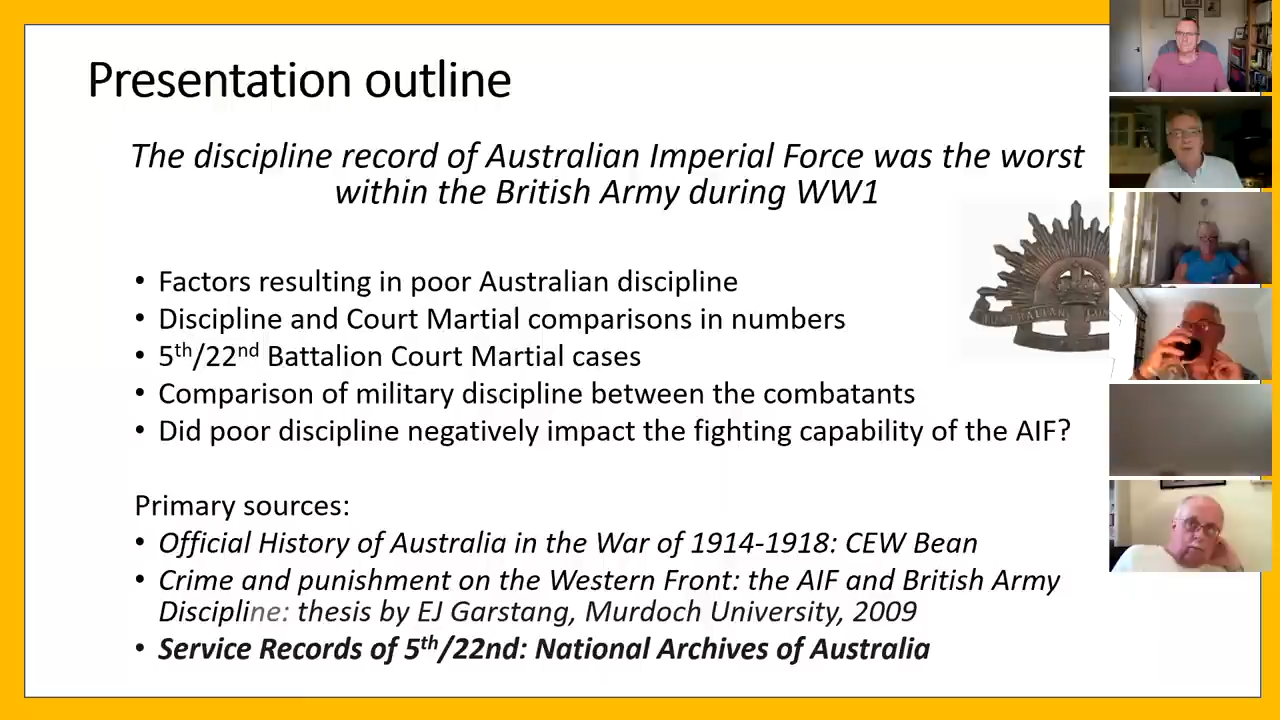 Presentation outline
The discipline record of Australian Imperial Force was the worst
within the British Army during WW1
• Factors resulting in poor Australian discipline
• Discipline and Court Martial comparisons in numbers
• 5th/22nd Battalion Court Martial cases
• Comparison of military discipline between the combatants
• Did poor discipline negatively impact the fighting capability of the AIF?
Primary sources:
• Official History of Australia in the War of 1914-1918: CEW Bean
• Crime and punishment on the Western Front: the AIF and British Army
Discipline: thesis by EJ Garstang, Murdoch University, 2009
• Service Records of 5th/22nd: National Archives of Australia